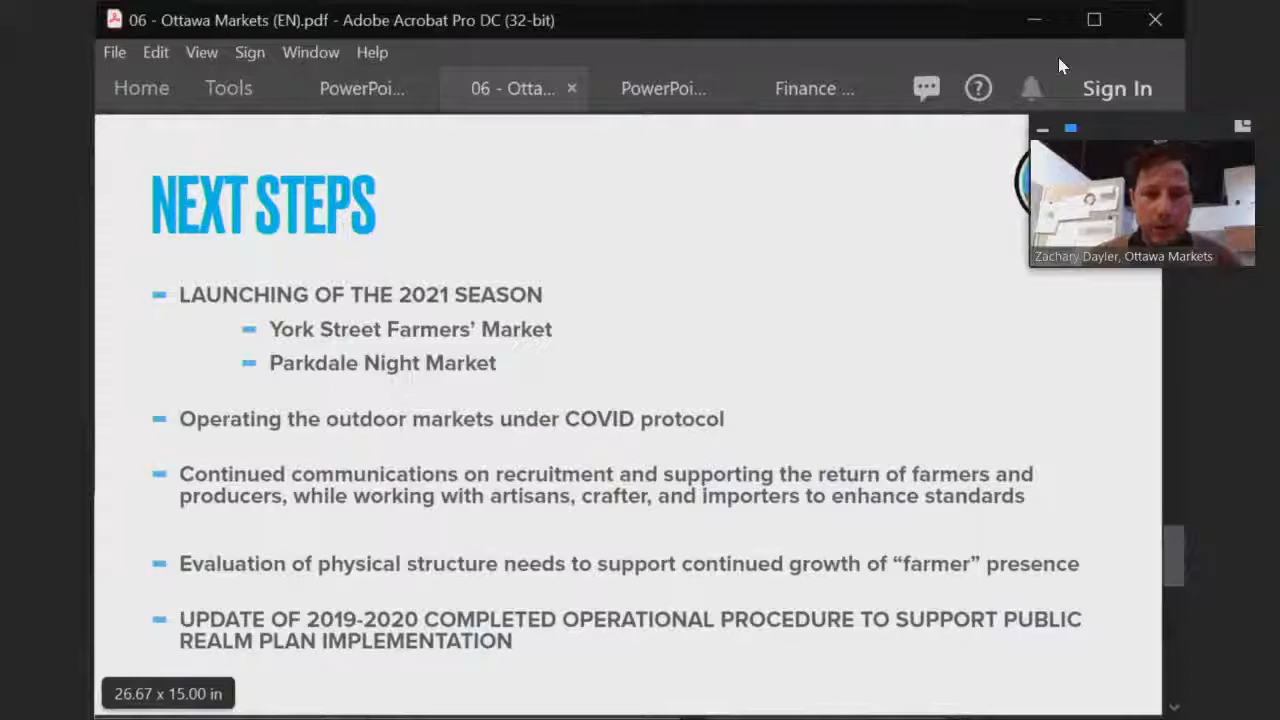 06 - Ottawa Markets (EN).pdf - Adobe Acrobat Pro DC (32-bit)
File Edit View Sign Window Help
Home Tools PowerPoi... 06 - Otta... × PowerPoi... Finance ... Sign In
NEXT STEPS
Zachary Dayler, Ottawa Markets
LAUNCHING OF THE 2021 SEASON
York Street Farmers’ Market
Parkdale Night Market
Operating the outdoor markets under COVID protocol
Continued communications on recruitment and supporting the return of farmers and
producers, while working with artisans, crafter, and importers to enhance standards
Evaluation of physical structure needs to support continued growth of “farmer” presence
UPDATE OF 2019-2020 COMPLETED OPERATIONAL PROCEDURE TO SUPPORT PUBLIC
REALM PLAN IMPLEMENTATION
26.67 x 15.00 in